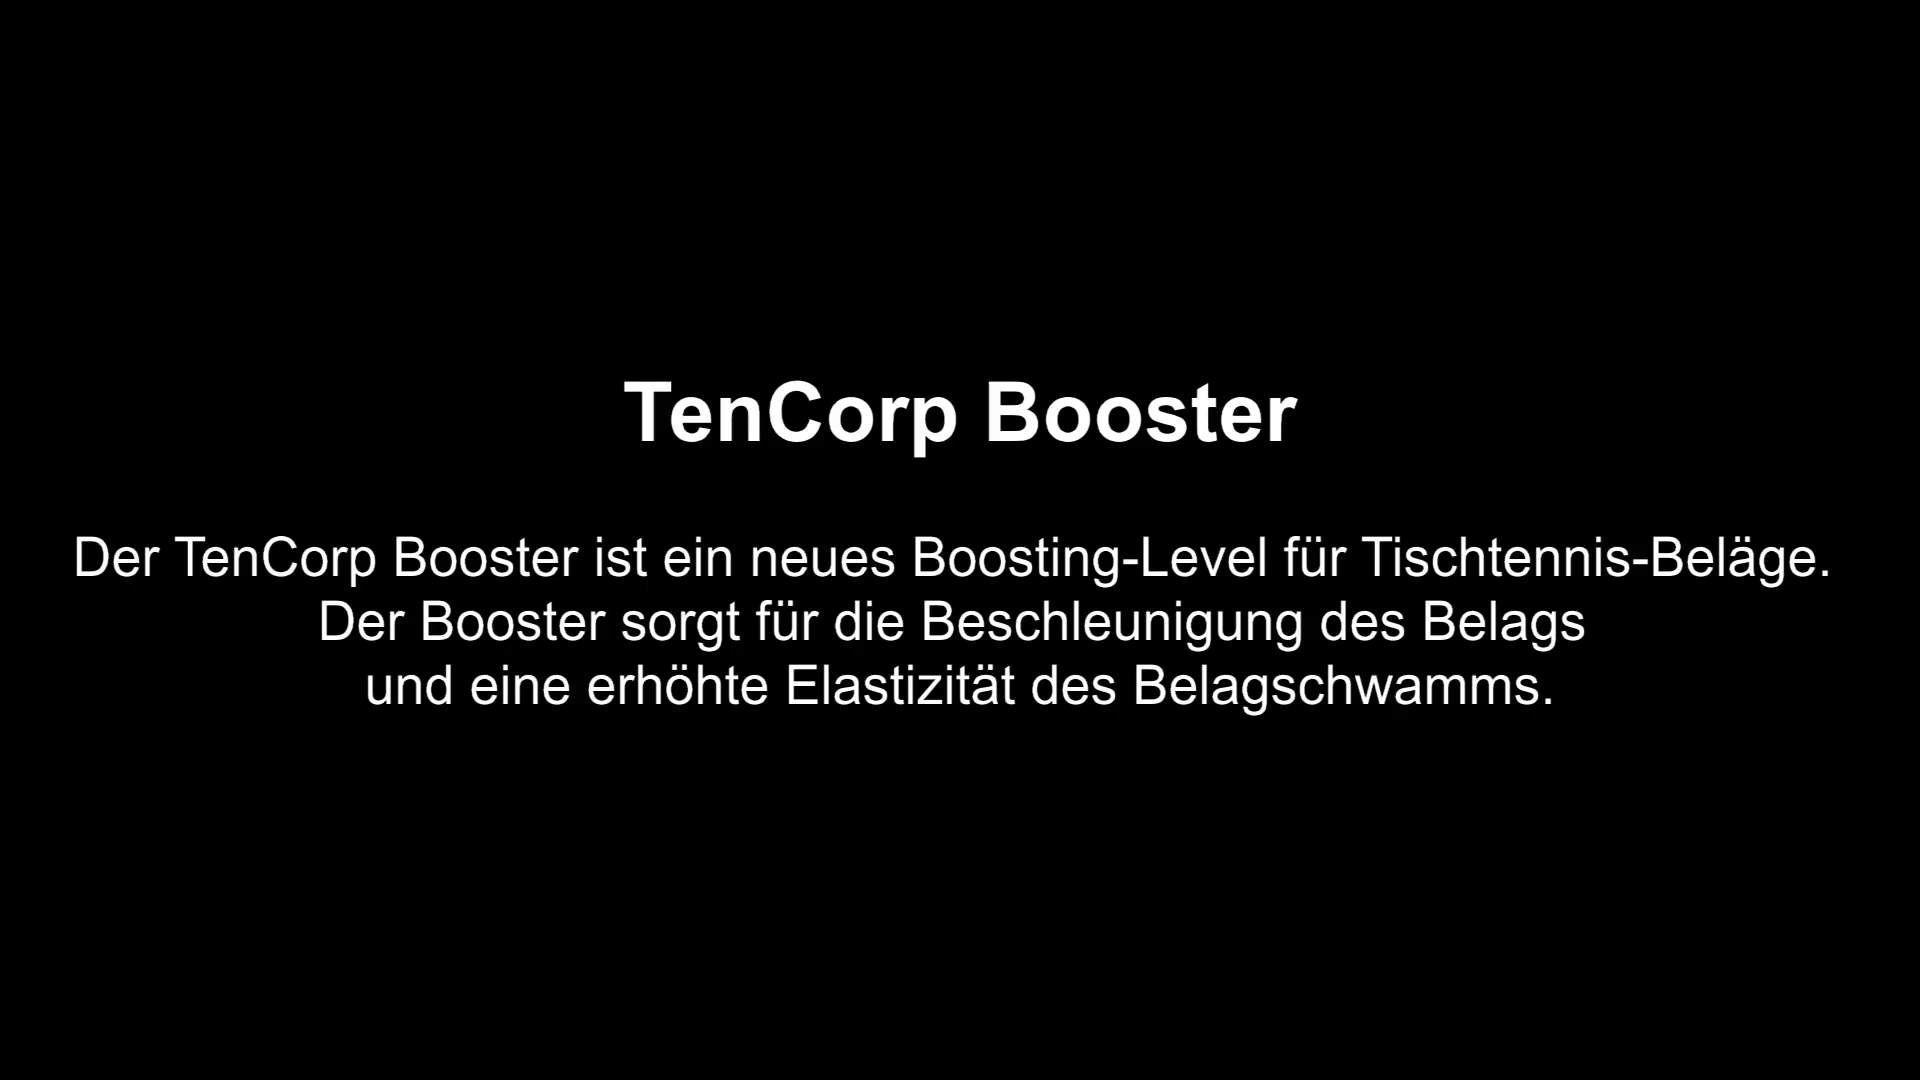 TenCorp Booster
Der TenCorp Booster ist ein neues Boosting-Level für Tischtennis-Beläge.
Der Booster sorgt für die Beschleunigung des Belags
und eine erhöhte Elastizität des Belagschwamms.